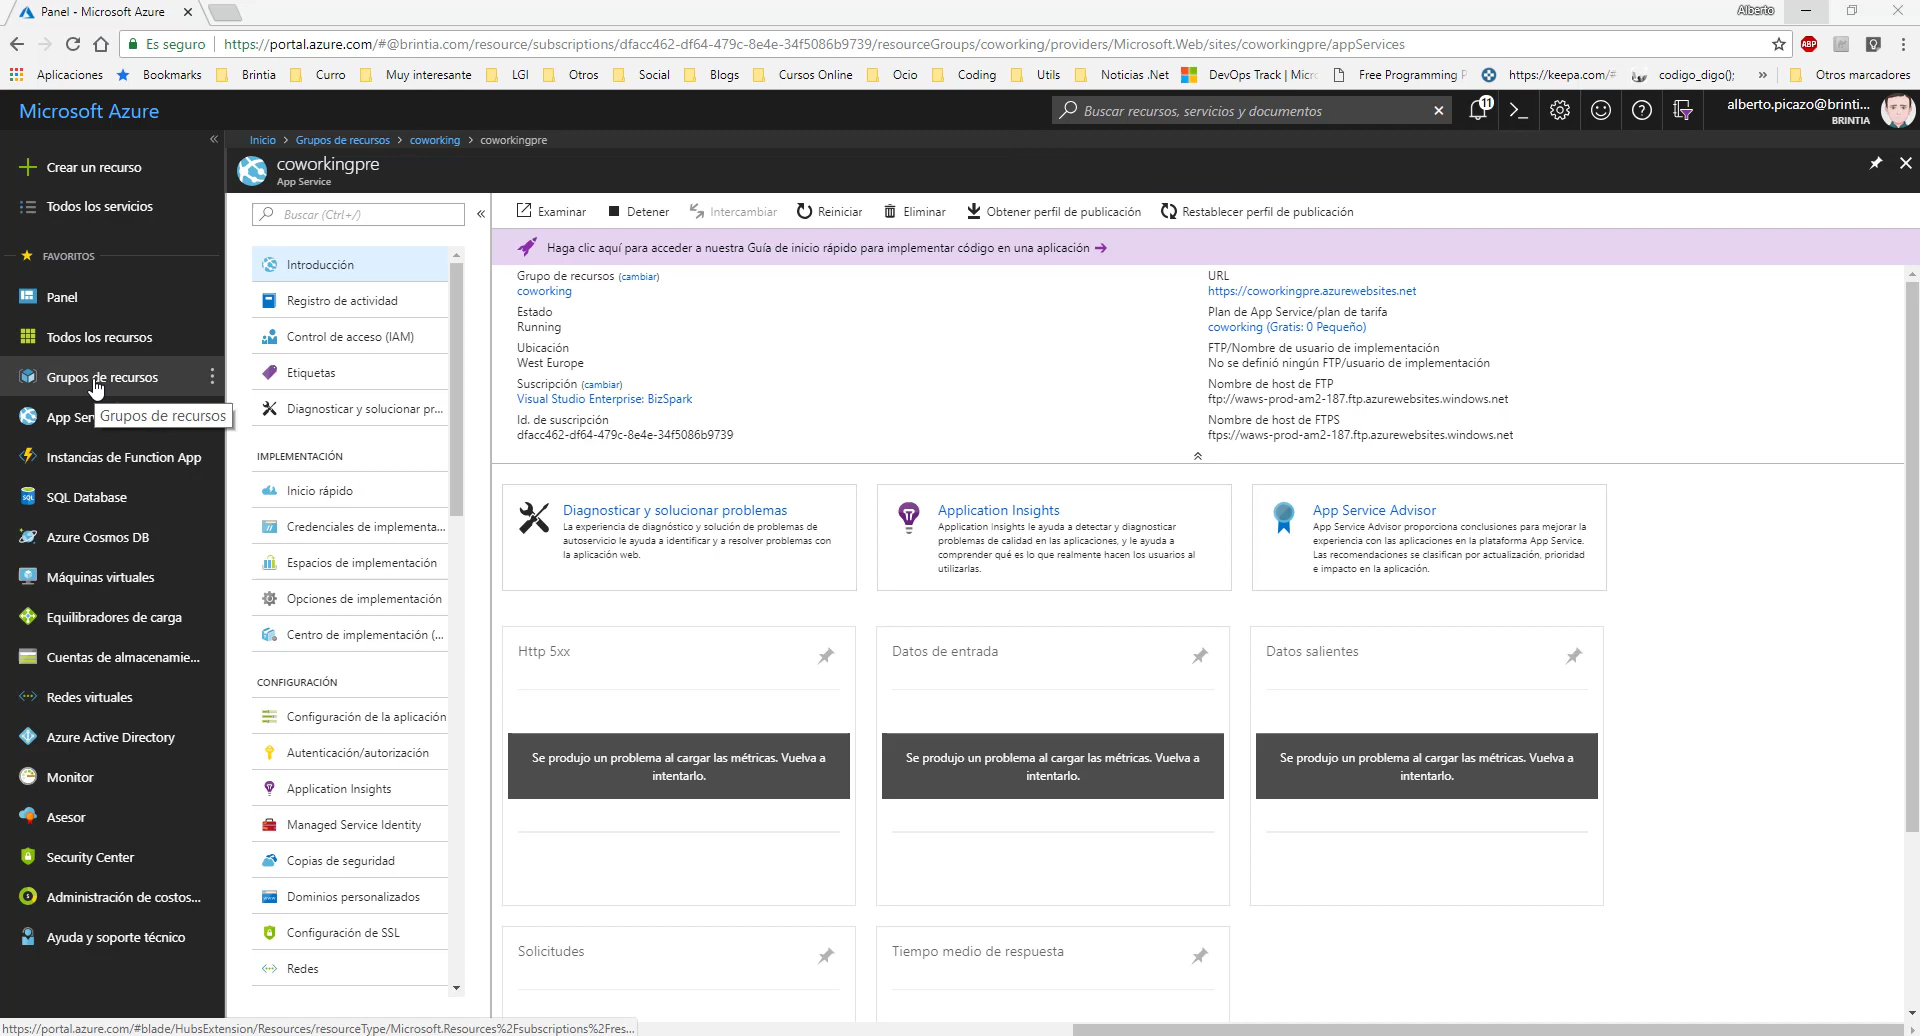 Panel - Microsoft Azure
Alberto
Es seguro
https://portal.azure.com/#@brintia.com/resource/subscriptions/dfacc462-df64-479c-8e4e-34f5086b9739/resourceGroups/coworking/providers/Microsoft.Web/sites/coworkingpre/appServices
ABP
Aplicaciones
Bookmarks
Brintia
Curro
Muy interesante
LGI
Otros
Social
Blogs
Cursos Online
Ocio
Coding
Utils
Noticias .Net
DevOps Track | Micr
Free Programming
https://keepa.com/#
codigo_digo();
»
Otros marcadores
Microsoft Azure
Buscar recursos, servicios y documentos
11
alberto.picazo@brinti...
BRINTIA
Inicio > Grupos de recursos > coworking > coworkingpre
coworkingpre
App Service
Crear un recurso
Todos los servicios
FAVORITOS
Panel
Todos los recursos
Grupos de recursos
App Ser
Grupos de recursos
Instancias de Function App
SQL Database
Azure Cosmos DB
Máquinas virtuales
Equilibradores de carga
Cuentas de almacenamie...
Redes virtuales
Azure Active Directory
Monitor
Asesor
Security Center
Administración de costos...
Ayuda y soporte técnico
Buscar (Ctrl+/)
Introducción
Registro de actividad
Control de acceso (IAM)
Etiquetas
Diagnosticar y solucionar pr...
IMPLEMENTACIÓN
Inicio rápido
Credenciales de implementa...
Espacios de implementación
Opciones de implementación
Centro de implementación (...
CONFIGURACIÓN
Configuración de la aplicación
Autenticación/autorización
Application Insights
Managed Service Identity
Copias de seguridad
Dominios personalizados
Configuración de SSL
Redes
Examinar
Detener
Intercambiar
Reiniciar
Eliminar
Obtener perfil de publicación
Restablecer perfil de publicación
Haga clic aquí para acceder a nuestra Guía de inicio rápido para implementar código en una aplicación →
Grupo de recursos (cambiar)
coworking
Estado
Running
Ubicación
West Europe
Suscripción (cambiar)
Visual Studio Enterprise: BizSpark
Id. de suscripción
dfacc462-df64-479c-8e4e-34f5086b9739
URL
https://coworkingpre.azurewebsites.net
Plan de App Service/plan de tarifa
coworking (Gratis: 0 Pequeño)
FTP/Nombre de usuario de implementación
No se definió ningún FTP/usuario de implementación
Nombre de host de FTP
ftp://waws-prod-am2-187.ftp.azurewebsites.windows.net
Nombre de host de FTPS
ftps://waws-prod-am2-187.ftp.azurewebsites.windows.net
Diagnosticar y solucionar problemas
La experiencia de diagnóstico y solución de problemas de
autoservicio le ayuda a identificar y a resolver problemas con
la aplicación web.
Application Insights
Application Insights le ayuda a detectar y diagnosticar
problemas de calidad en las aplicaciones, y le ayuda a
comprender qué es lo que realmente hacen los usuarios al
utilizarlas.
App Service Advisor
App Service Advisor proporciona conclusiones para mejorar la
experiencia con las aplicaciones en la plataforma App Service.
Las recomendaciones se clasifican por actualización, prioridad
e impacto en la aplicación.
Http 5xx
Se produjo un problema al cargar las métricas. Vuelva a
intentarlo.
Datos de entrada
Se produjo un problema al cargar las métricas. Vuelva a
intentarlo.
Datos salientes
Se produjo un problema al cargar las métricas. Vuelva a
intentarlo.
Solicitudes
Tiempo medio de respuesta
https://portal.azure.com/#blade/HubsExtension/Resources/resourceType/Microsoft.Resources%2Fsubscriptions%2Fres...